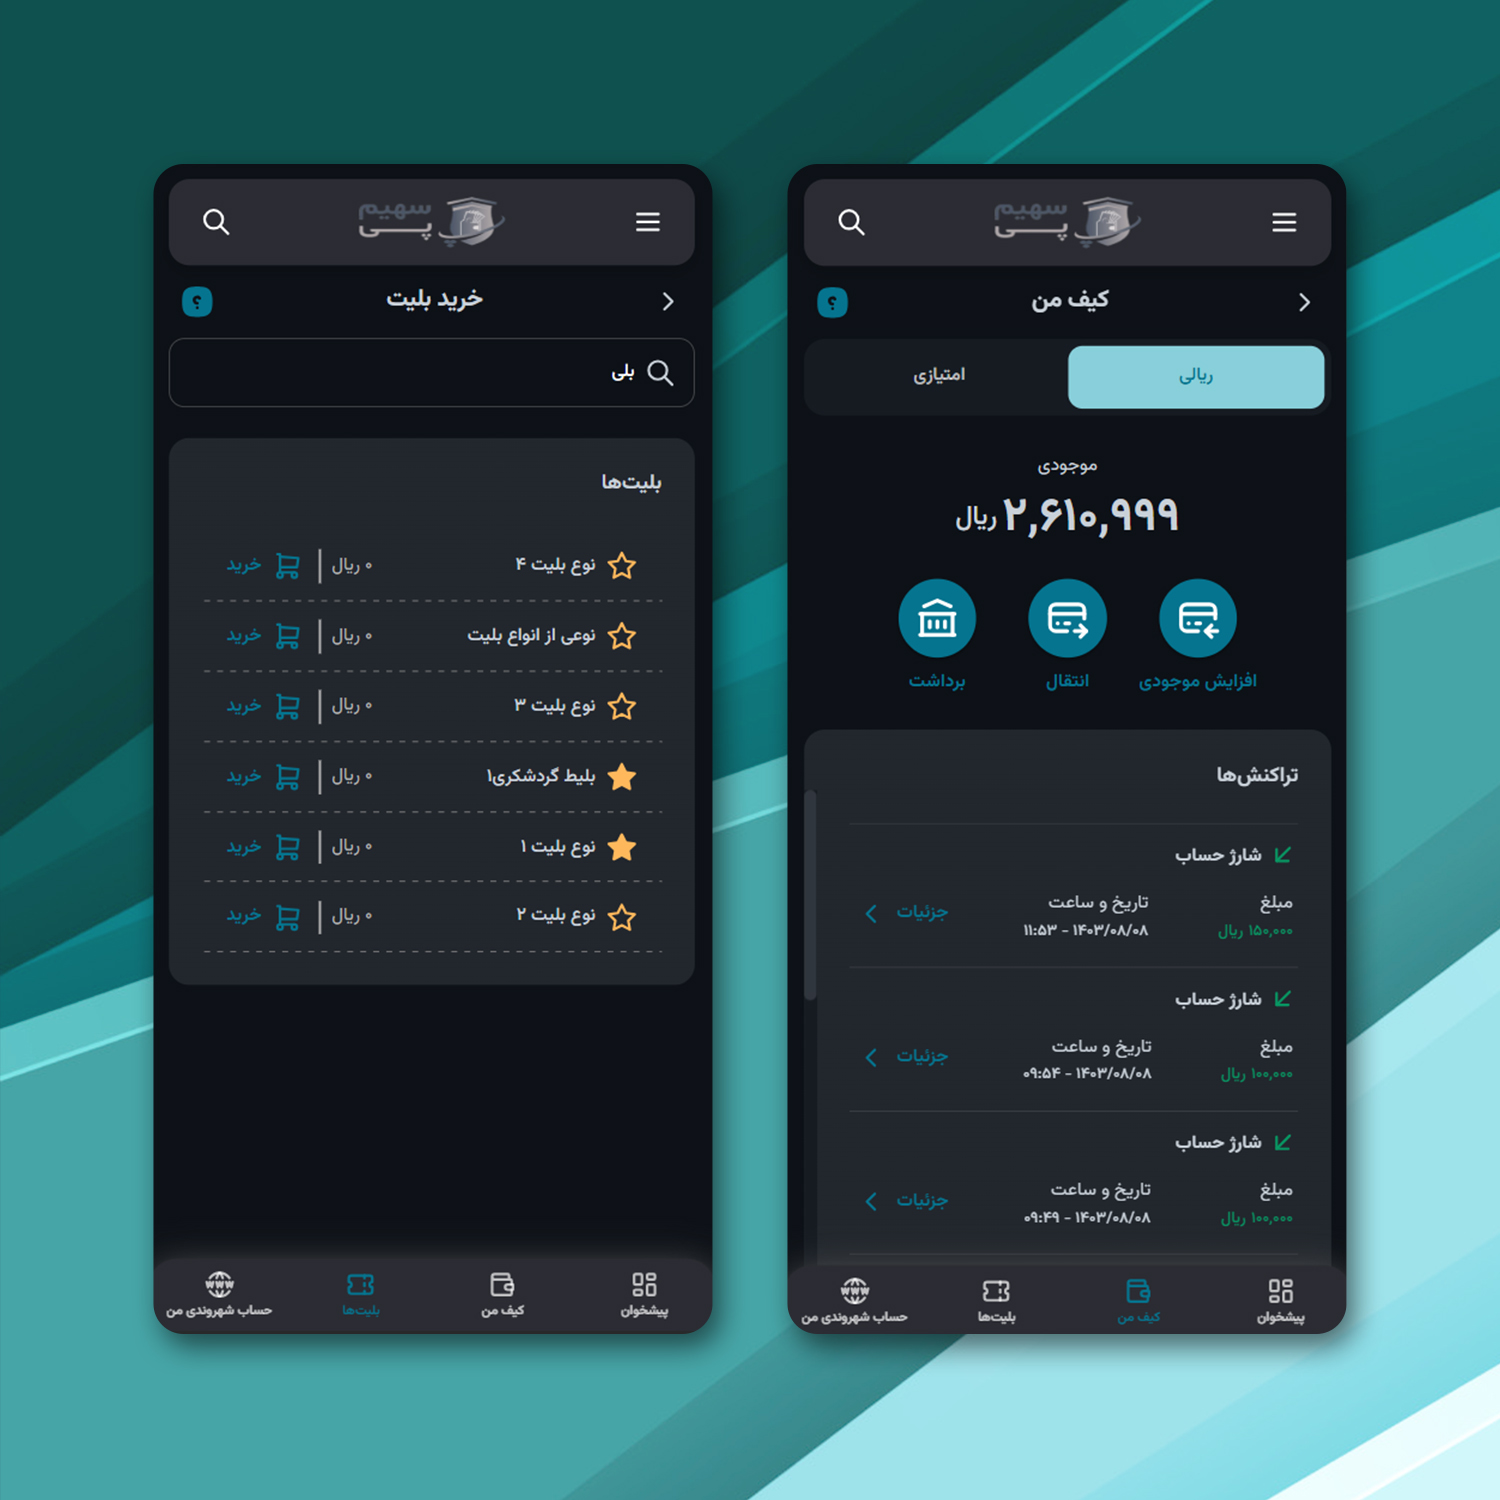 سهیم
پی
کیف من
؟
ریالی
امتیازی
موجودی
۲,۶۱۰,۹۹۹ ریال
افزایش موجودی
انتقال
برداشت
تراکنش‌ها
شارژ حساب
مبلغ
تاریخ و ساعت
جزئیات
۱۵۰,۰۰۰ ریال
۱۴۰۳/۰۸/۰۸ - ۱۱:۵۳
شارژ حساب
مبلغ
تاریخ و ساعت
جزئیات
۱۰۰,۰۰۰ ریال
۱۴۰۳/۰۸/۰۸ - ۰۹:۵۴
شارژ حساب
مبلغ
تاریخ و ساعت
جزئیات
۱۰۰,۰۰۰ ریال
۱۴۰۳/۰۸/۰۸ - ۰۹:۴۹
پیشخوان
کیف من
بلیت‌ها
www
حساب شهروندی من
سهیم
پی
خرید بلیت
؟
بلی
بلیت‌ها
نوع بلیت ۴
۰ ریال
خرید
نوعی از انواع بلیت
۰ ریال
خرید
نوع بلیت ۳
۰ ریال
خرید
بلیط گردشکری۱
۰ ریال
خرید
نوع بلیت ۱
۰ ریال
خرید
نوع بلیت ۲
۰ ریال
خرید
پیشخوان
کیف من
بلیت‌ها
www
حساب شهروندی من